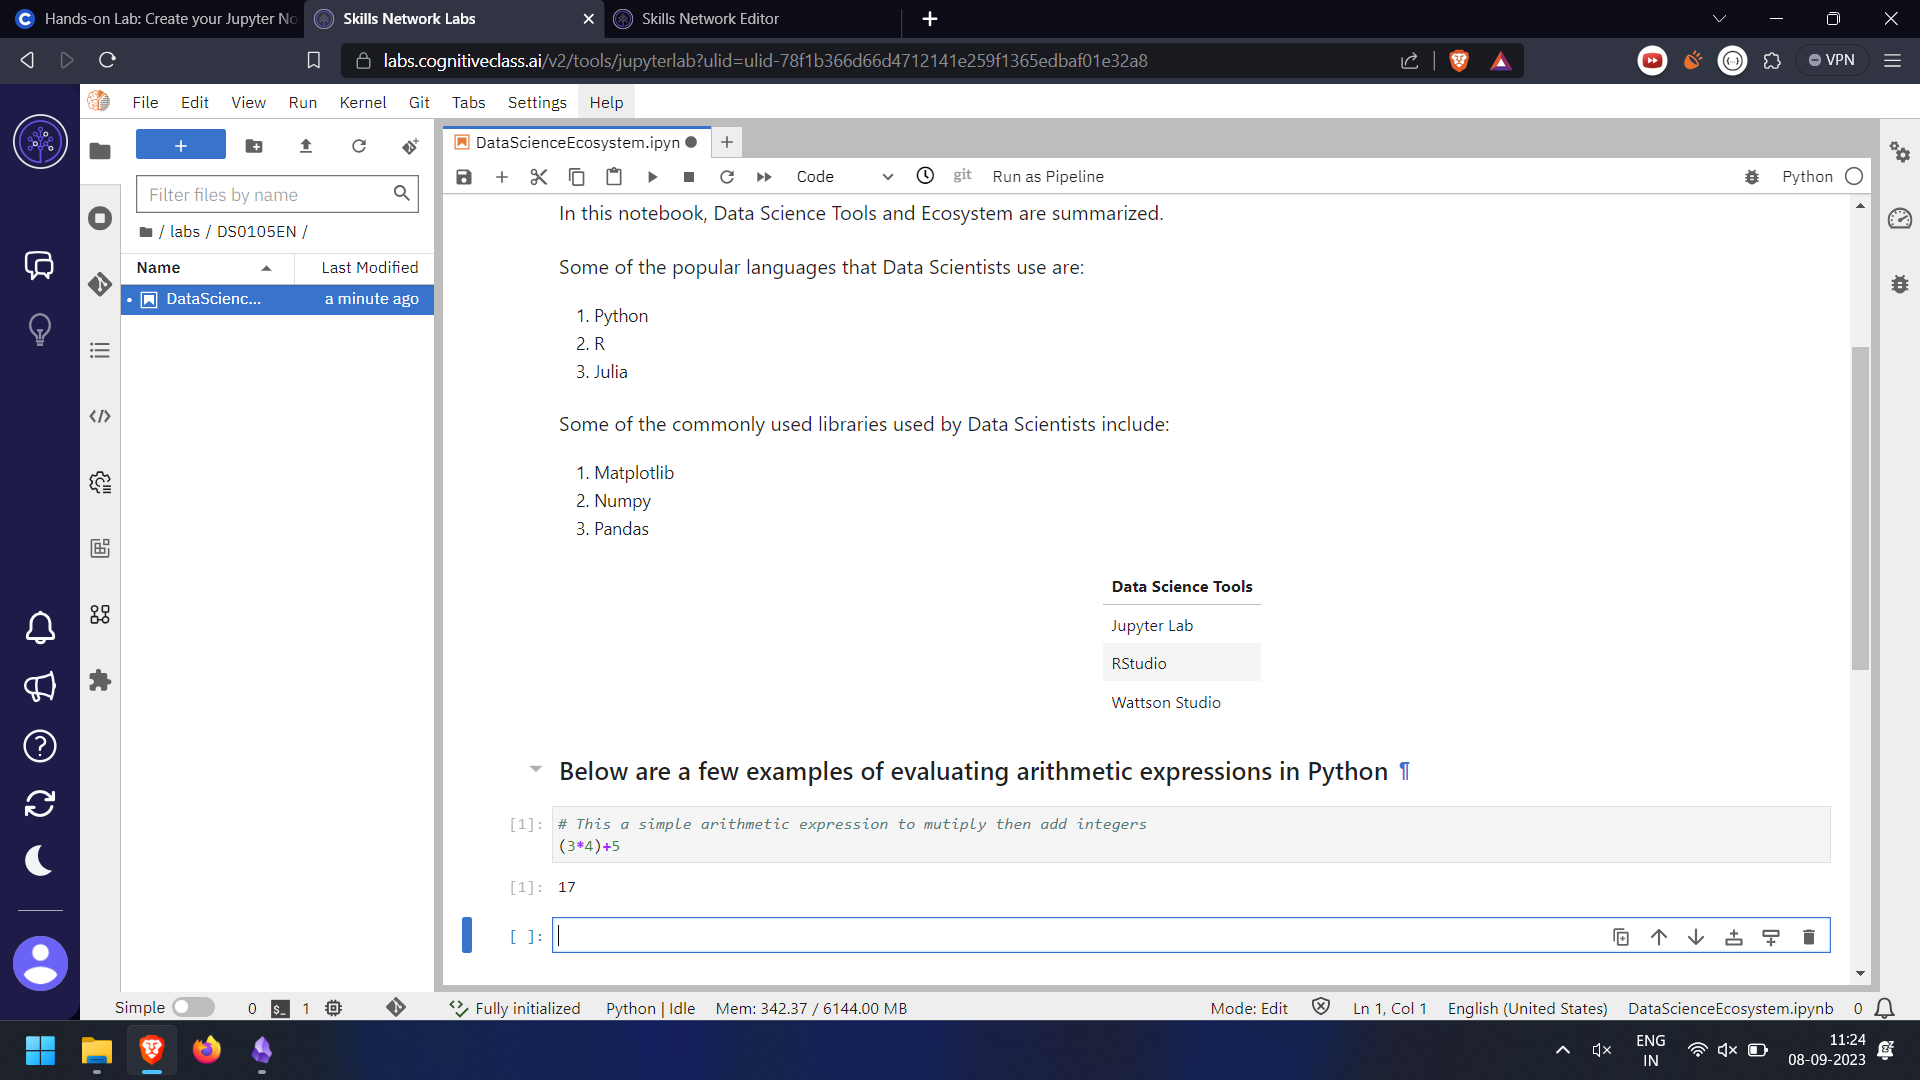 Hands-on Lab: Create your Jupyter No
Skills Network Labs
Skills Network Editor
labs.cognitiveclass.ai/v2/tools/jupyterlab?ulid=ulid-78f1b366d66d4712141e259f1365edbaf01e32a8
VPN
File Edit View Run Kernel Git Tabs Settings Help
DataScienceEcosystem.ipyn
Code
git
Run as Pipeline
Python
Filter files by name
/ labs / DS0105EN /
Name Last Modified
DataScienc... a minute ago
In this notebook, Data Science Tools and Ecosystem are summarized.
Some of the popular languages that Data Scientists use are:
1. Python
2. R
3. Julia
Some of the commonly used libraries used by Data Scientists include:
1. Matplotlib
2. Numpy
3. Pandas
Data Science Tools
Jupyter Lab
RStudio
Wattson Studio
Below are a few examples of evaluating arithmetic expressions in Python ¶
[1]: # This a simple arithmetic expression to mutiply then add integers
(3*4)+5
[1]: 17
[ ]:
Simple 0 $_ 1 Fully initialized Python | Idle Mem: 342.37 / 6144.00 MB Mode: Edit Ln 1, Col 1 English (United States) DataScienceEcosystem.ipynb 0
ENG
IN
11:24
08-09-2023